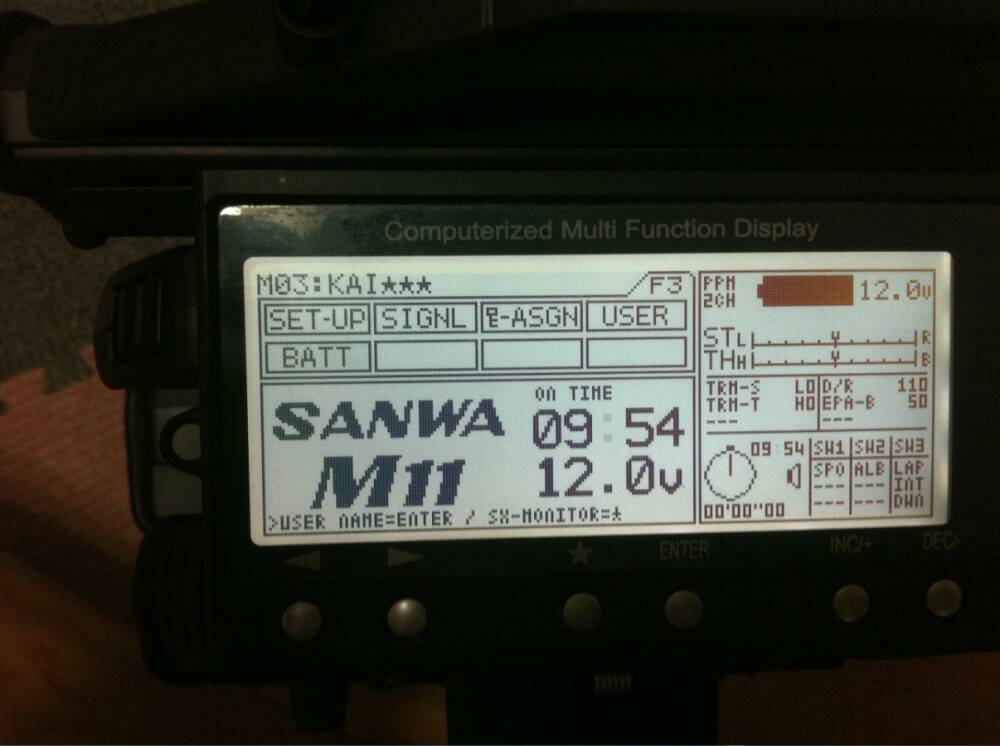 Computerized Multi Function Display
M03:KAI★★★ F3
SET-UP SIGNL E-ASGN USER
BATT
SANWA
M11
ON TIME
09:54
12.0v
>USER NAME=ENTER / SX-MONITOR=★
PPM
2CH
12.0v
STL R
THH B
TRM-S LO D/R 110
TRM-T HO EPA-B 50
--- ---
09:54 SW1 SW2 SW3
SPO ALB LAP
--- --- INT
--- --- DWN
00'00"00
★ ENTER INC/+ DEC/-